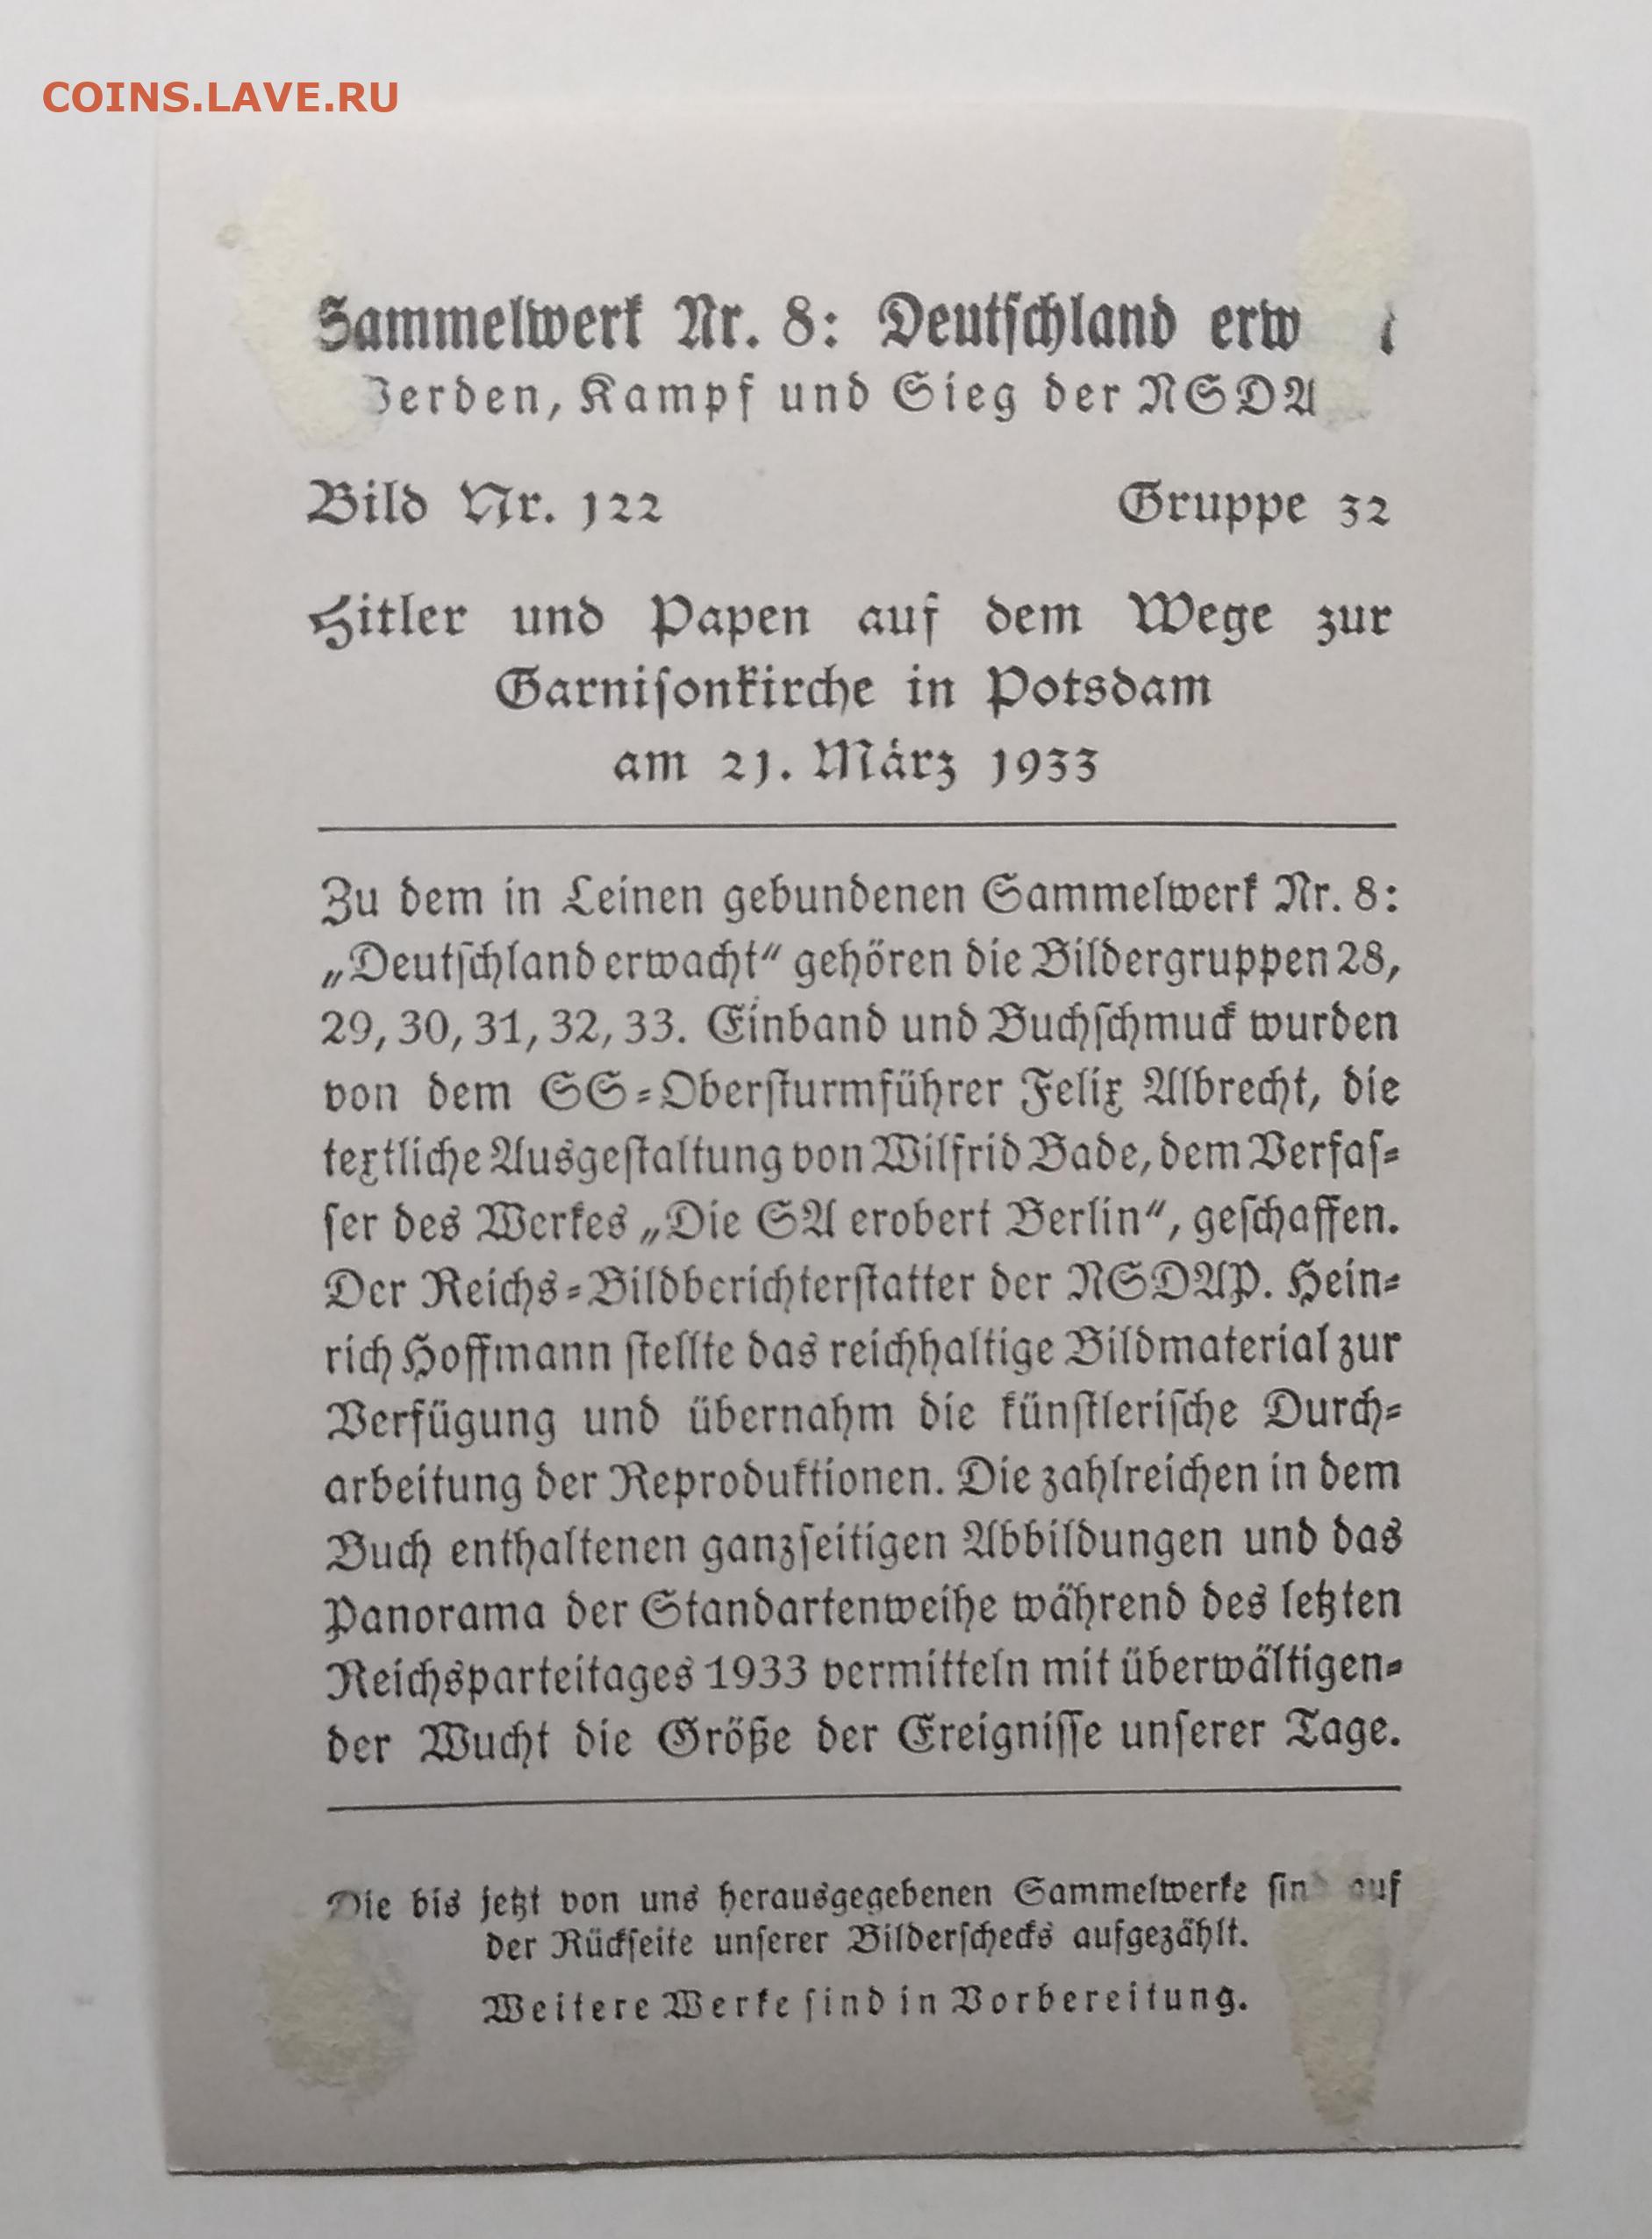 COINS.LAVE.RU
Sammelwerk Nr. 8: Deutschland
Kampf und Sieg der
Bild Nr. 122 Gruppe 32
Hitler und Papen auf dem Wege zur
Garnisonkirche in Potsdam
am 21. März 1933
Zu dem in Leinen gebundenen Sammelwerk Nr. 8:
„Deutschland erwacht“ gehören die Bildergruppen 28,
29, 30, 31, 32, 33. Einband und Buchschmuck wurden
von dem SS-Obersturmführer Felix Albrecht, die
textliche Ausgestaltung von Wilfrid Bade, dem Verfas-
ser des Werkes „Die SA erobert Berlin“, geschaffen.
Der Reichs-Bildberichterstatter der NSDAP. Hein-
rich Hoffmann stellte das reichhaltige Bildmaterial zur
Verfügung und übernahm die künstlerische Durch-
arbeitung der Reproduktionen. Die zahlreichen in dem
Buch enthaltenen ganzseitigen Abbildungen und das
Panorama der Standartenweihe während des letzten
Reichsparteitages 1933 vermitteln mit überwältigen-
der Wucht die Größe der Ereignisse unserer Tage.
Die bis jetzt von uns herausgegebenen Sammelwerke sind auf
der Rückseite unserer Bilderschecks aufgezählt.
Weitere Werke sind in Vorbereitung.